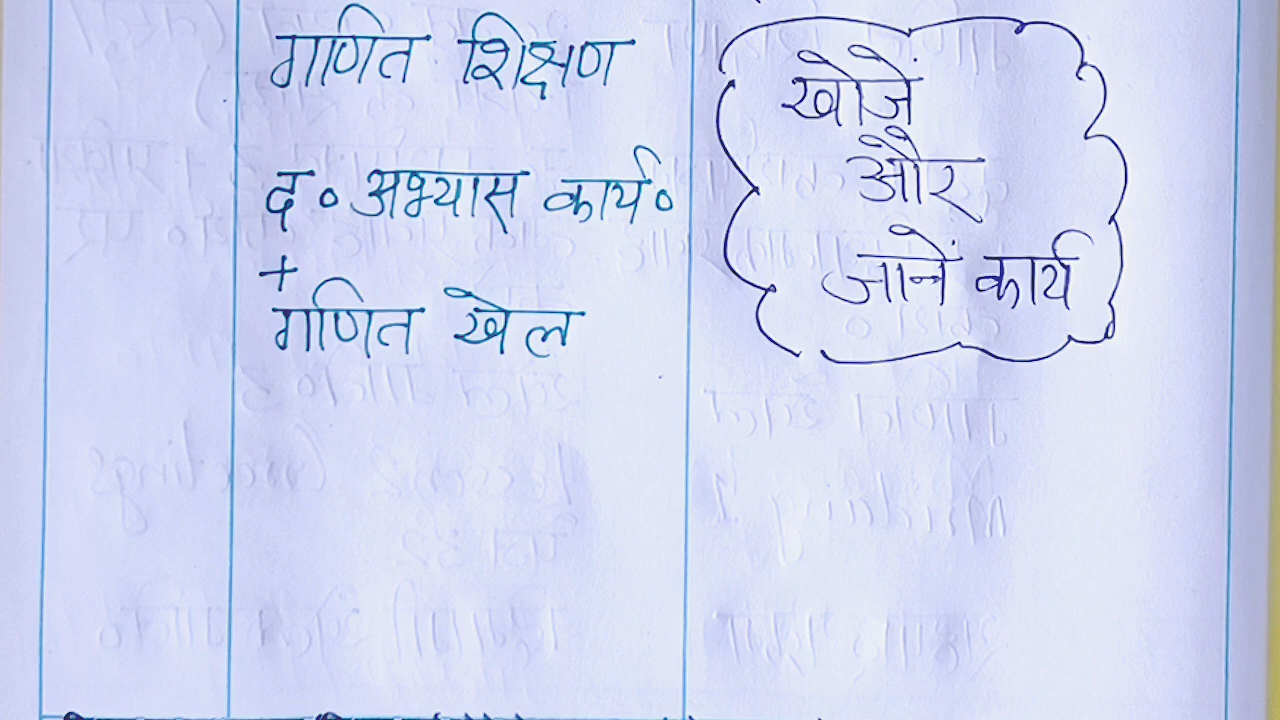 गणित शिक्षण
द० अभ्यास कार्य०
+
गणित खेल
खोजें
और
जानें कार्य